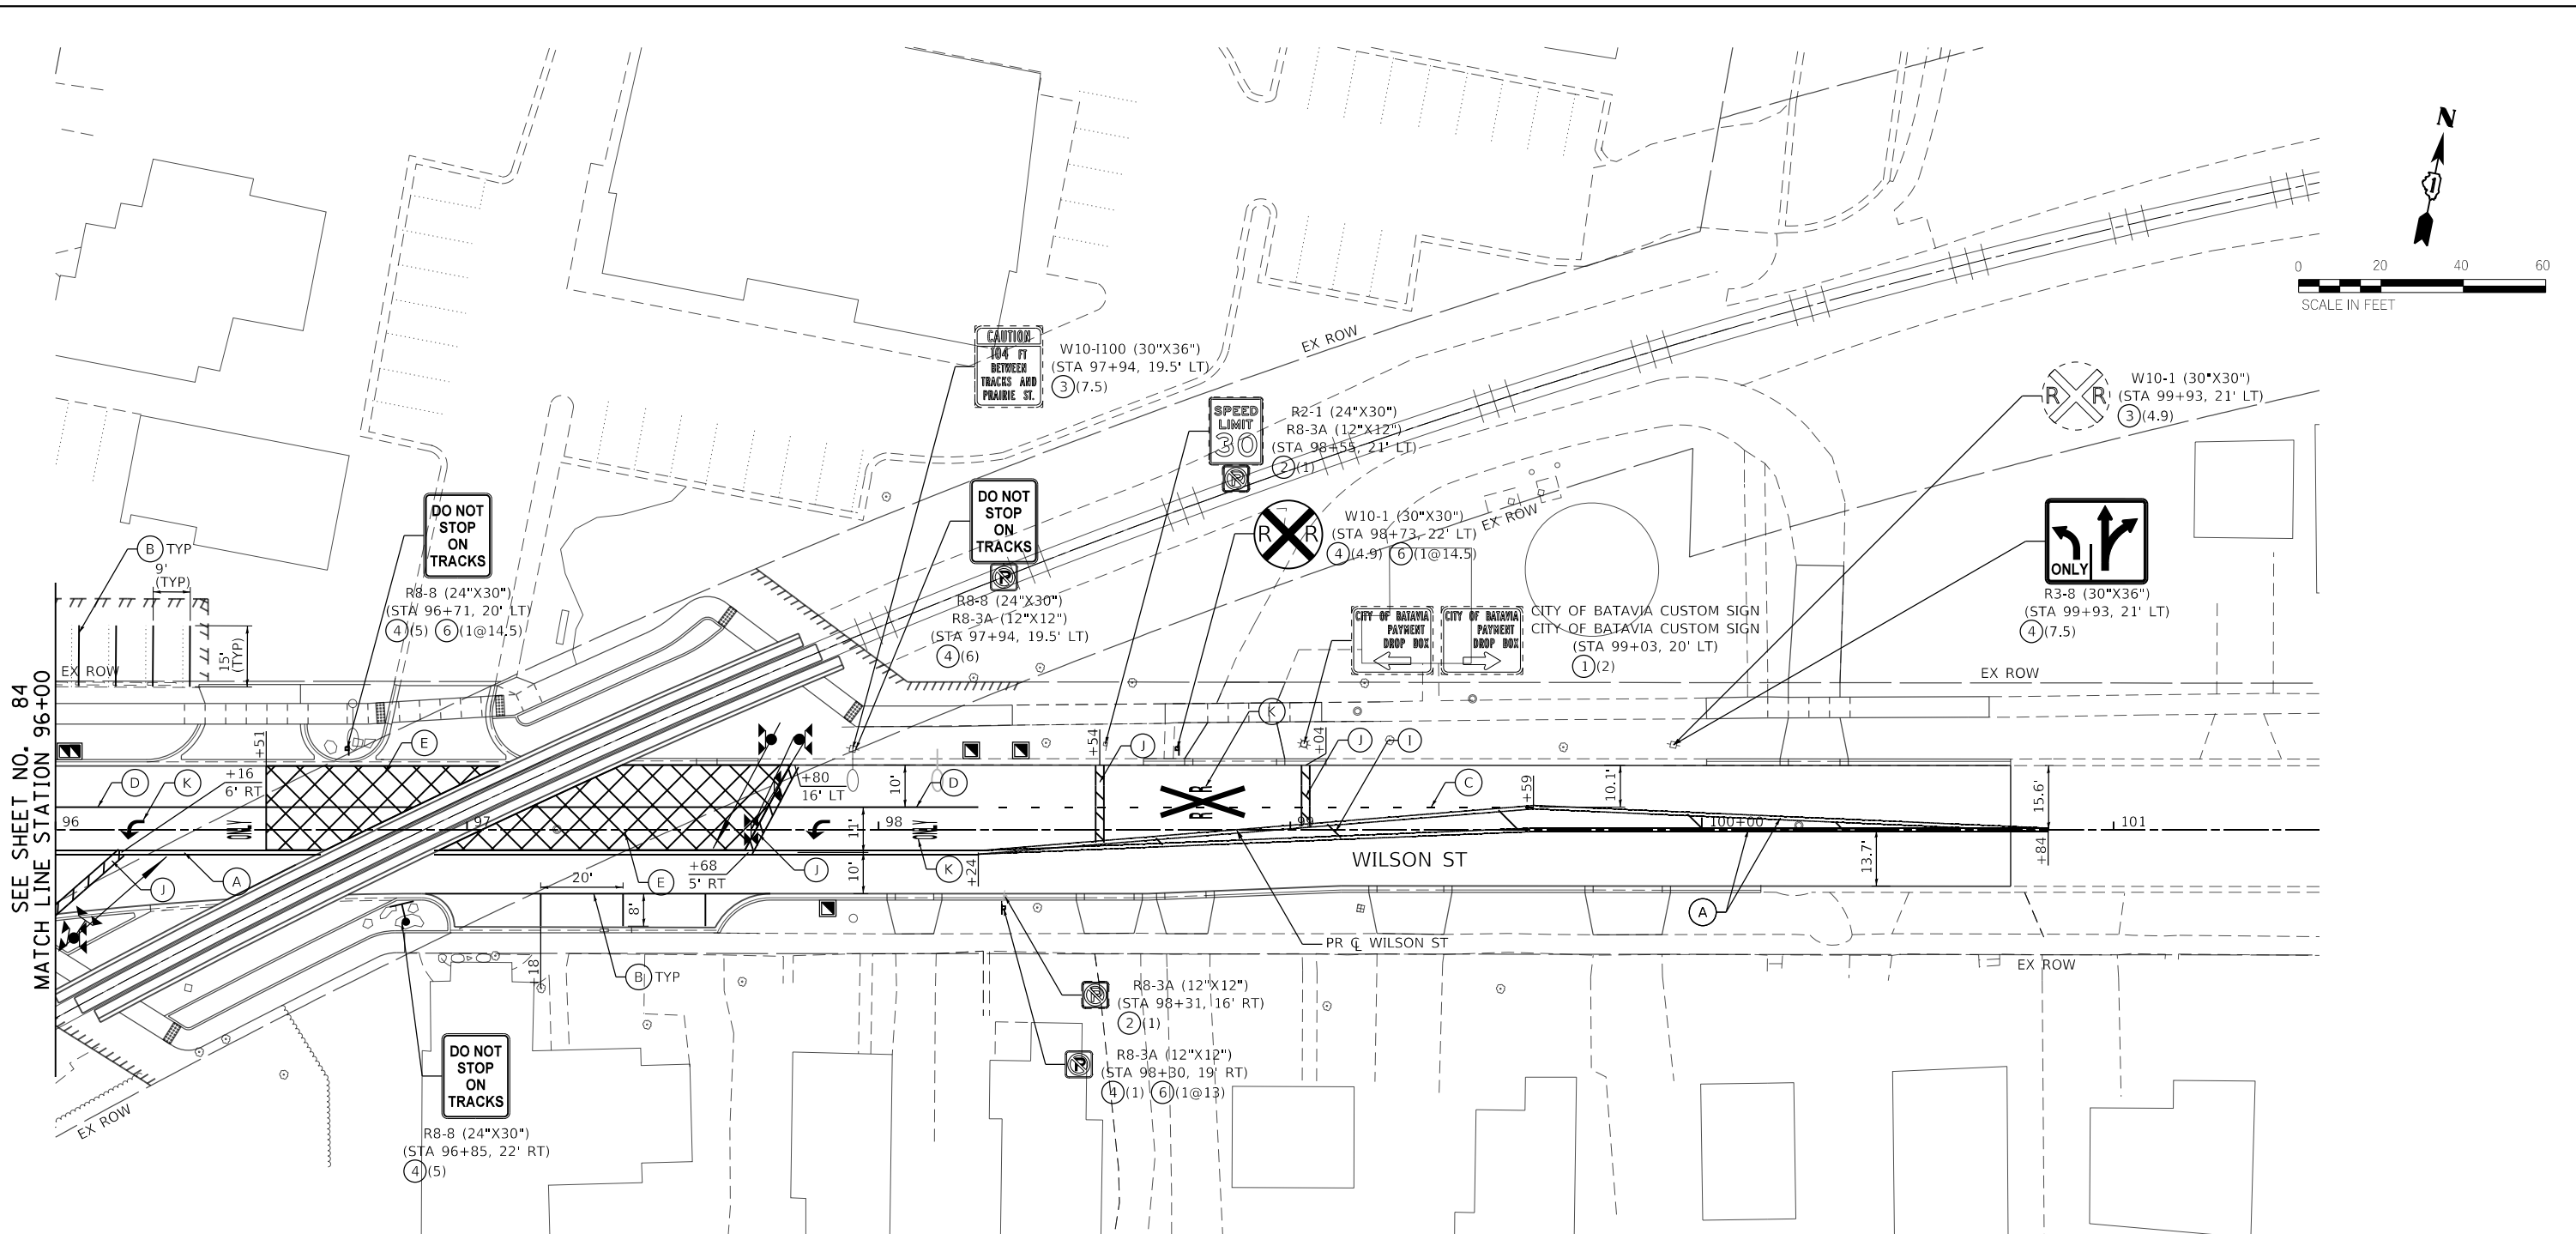 N
1
0 20 40 60
SCALE IN FEET
SEE SHEET NO. 84
MATCH LINE STATION 96+00
CAUTION
104 FT
BETWEEN
TRACKS AND
PRAIRIE ST.
W10-I100 (30"X36")
(STA 97+94, 19.5' LT)
3 (7.5)
EX ROW
SPEED
LIMIT
30
P
R2-1 (24"X30")
R8-3A (12"X12")
(STA 98+55, 21' LT)
2 (1)
R R
W10-1 (30"X30")
(STA 99+93, 21' LT)
3 (4.9)
DO NOT
STOP
ON
TRACKS
R8-8 (24"X30")
(STA 96+71, 20' LT)
4 (5) 6 (1@14.5)
DO NOT
STOP
ON
TRACKS
P
R8-8 (24"X30")
R8-3A (12"X12")
(STA 97+94, 19.5' LT)
4 (6)
R R
W10-1 (30"X30")
(STA 98+73, 22' LT)
4 (4.9) 6 (1@14.5)
EX ROW
ONLY
R3-8 (30"X36")
(STA 99+93, 21' LT)
4 (7.5)
CITY OF BATAVIA
PAYMENT
DROP BOX
CITY OF BATAVIA
PAYMENT
DROP BOX
CITY OF BATAVIA CUSTOM SIGN
CITY OF BATAVIA CUSTOM SIGN
(STA 99+03, 20' LT)
1 (2)
B TYP
9'
(TYP)
15'
(TYP)
EX ROW
EX ROW
+51
E
K
+54
J
+04
J
I
D
K
+16
6' RT
+80
16' LT
10'
D
R R
C
+59
10.1'
15.6'
96
97
98
99
100+00
101
11'
J
A
+68
5' RT
J
10'
K
+24
WILSON ST
13.7'
+84
20'
E
8'
A
PR CL WILSON ST
+18
B TYP
EX ROW
P
R8-3A (12"X12")
(STA 98+31, 16' RT)
2 (1)
P
R8-3A (12"X12")
(STA 98+30, 19' RT)
4 (1) 6 (1@13)
EX ROW
DO NOT
STOP
ON
TRACKS
R8-8 (24"X30")
(STA 96+85, 22' RT)
4 (5)